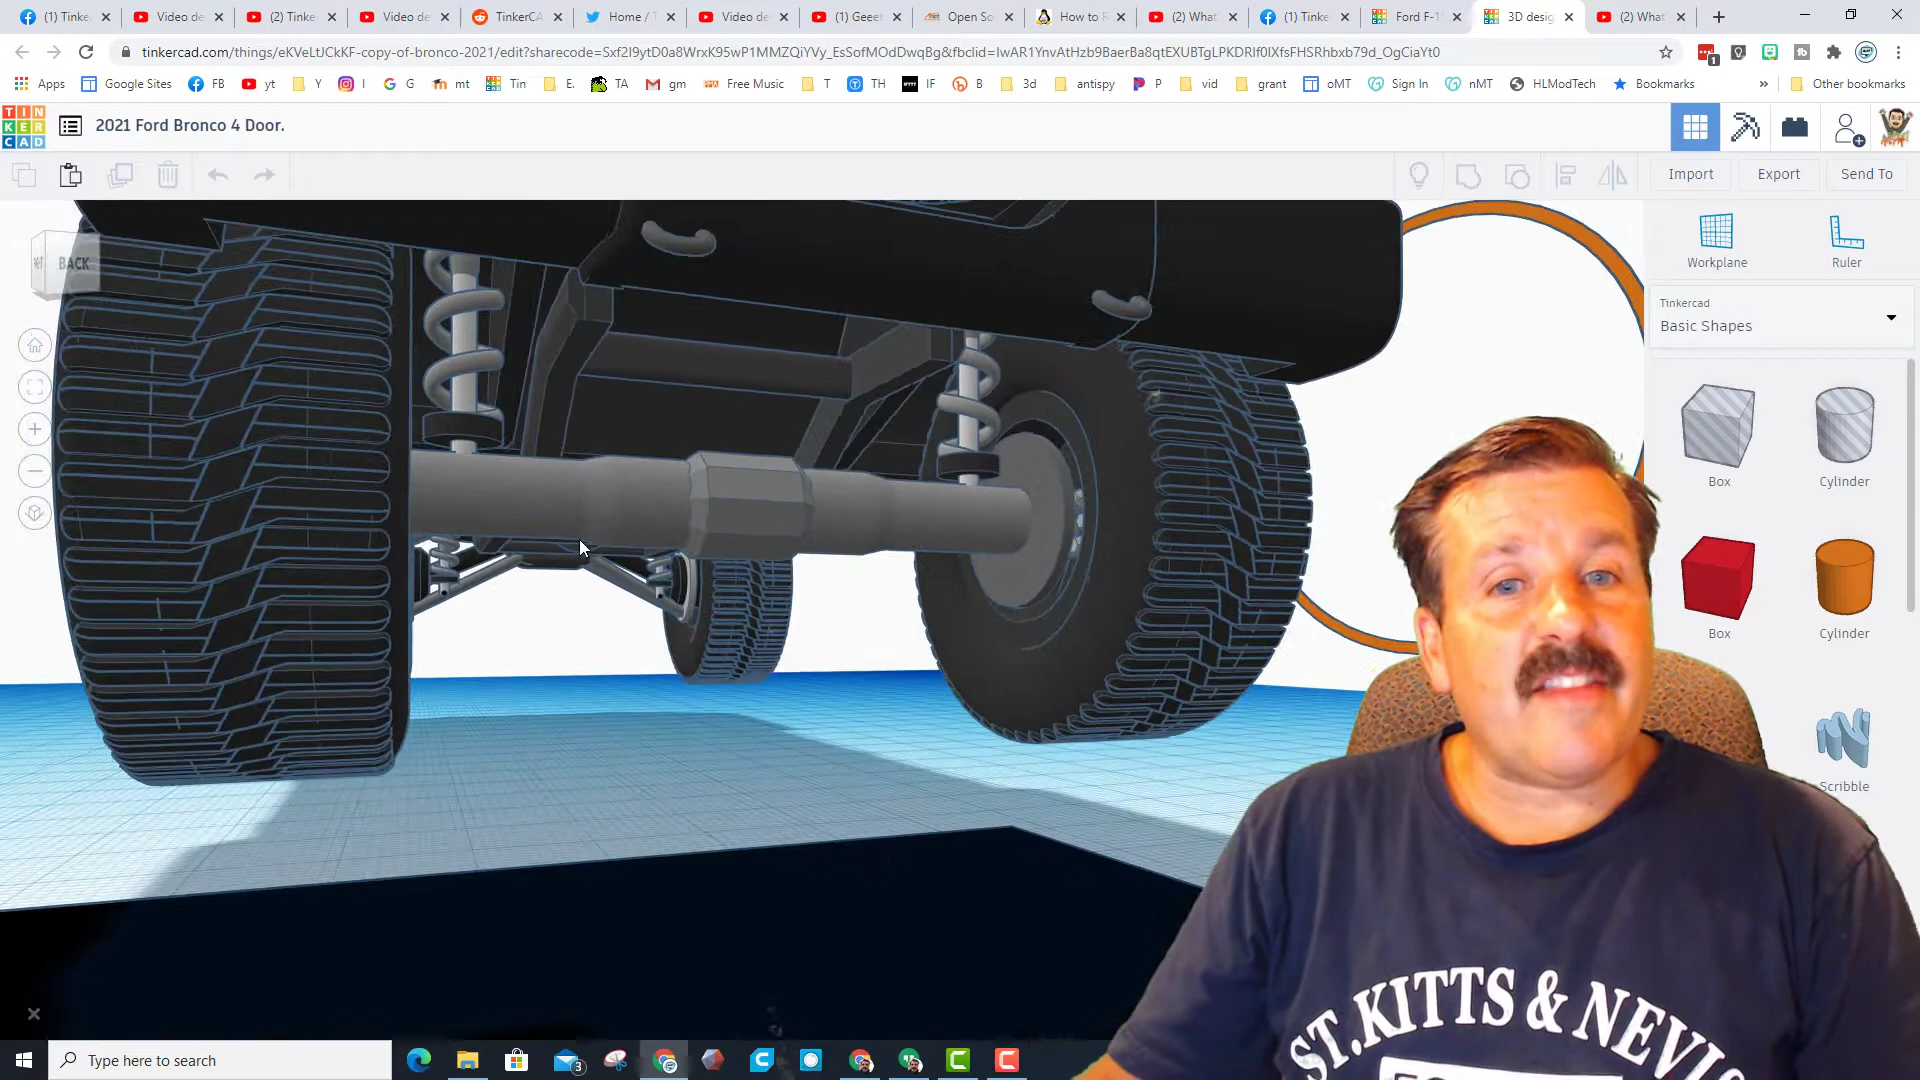 (1) Tinke
Video de
(2) Tinke
Video de
TinkerCA
Home / T
Video de
(1) Geeet
Open So
How to F
(2) What
(1) Tinke
Ford F-1
3D desig
(2) What
tinkercad.com/things/eKVeLtJCkKF-copy-of-bronco-2021/edit?sharecode=Sxf2I9ytD0a8WrxK95wP1MMZQiYVy_EsSofMOdDwqBg&fbclid=IwAR1YnvAtHzb9BaerBa8qtEXUBTgLPKDRlf0lXfsFHSRhbxb79d_OgCiaYt0
Apps Google Sites FB yt Y I G mt Tin E. TA gm Free Music T TH IF B 3d antispy P vid grant oMT Sign In nMT HLModTech Bookmarks » Other bookmarks
TIN
KER
CAD
2021 Ford Bronco 4 Door.
Import Export Send To
BACK
Workplane Ruler
Tinkercad
Basic Shapes
Box Cylinder
Box Cylinder
Scribble
ST.KITTS & NEVIS
Type here to search
3